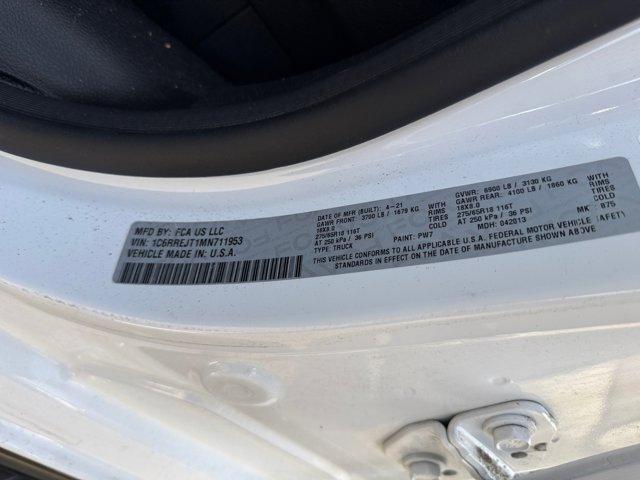 MFD BY: FCA US LLC
VIN: 1C6RREJT1MN711953
VEHICLE MADE IN: U.S.A.
DATE OF MFR (BUILT): 4-21
GAWR FRONT: 3700 LB / 1679 KG WITH
18X8.0 RIMS
275/65R18 116T TIRES
AT 250 kPa / 36 PSI COLD
TYPE: TRUCK PAINT: PW7
GVWR: 6900 LB / 3130 KG
GAWR REAR: 4100 LB / 1860 KG WITH
18X8.0 RIMS
275/65R18 116T TIRES
AT 250 kPa / 36 PSI COLD
MDH: 042013 MK 075
THIS VEHICLE CONFORMS TO ALL APPLICABLE U.S.A. FEDERAL MOTOR VEHICLE SAFETY
STANDARDS IN EFFECT ON THE DATE OF MANUFACTURE SHOWN ABOVE